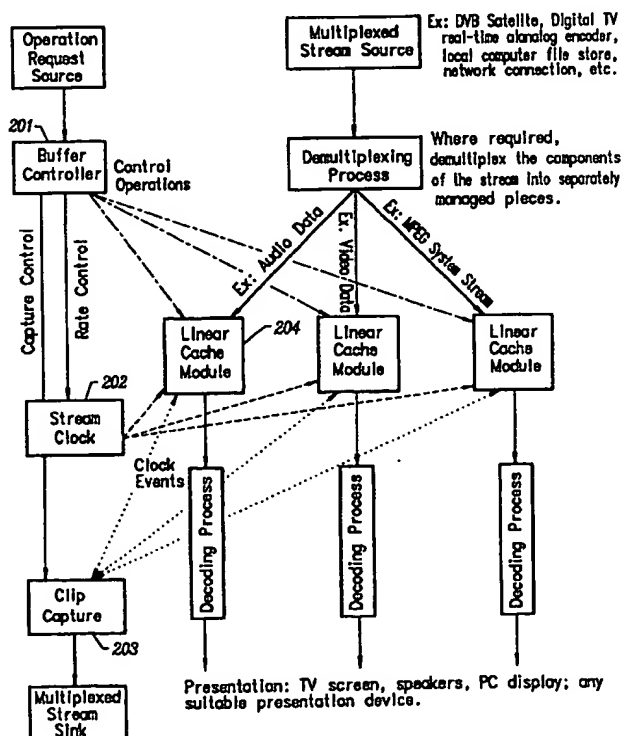 Operation
Request
Source
Multiplexed
Stream Source
Ex: DVB Satellite, Digital TV
real-time alanalog encoder,
local computer file store,
network connection, etc.
201
Buffer
Controller
Control
Operations
Demultiplexing
Process
Where required,
demultiplex the components
of the stream into separately
managed pieces.
Capture Control
Rate Control
Ex: Audio Data
Ex. Video Data
Ex: MPEG System Stream
Linear
Cache
Module
204
Linear
Cache
Module
Linear
Cache
Module
202
Stream
Clock
Clock
Events
Decoding Process
Decoding Process
Decoding Process
Clip
Capture
203
Multiplexed
Stream
Sink
Presentation: TV screen, speakers, PC display; any
suitable presentation device.